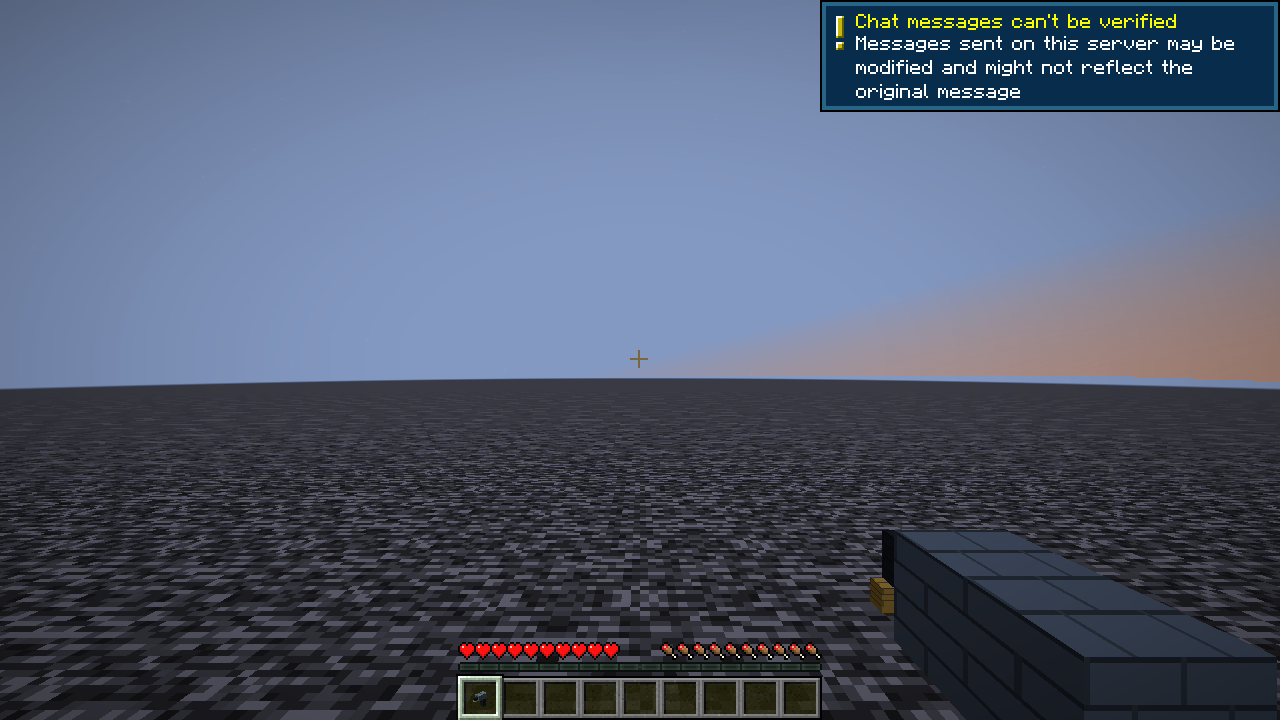 Chat messages can't be verified
Messages sent on this server may be
modified and might not reflect the
original message